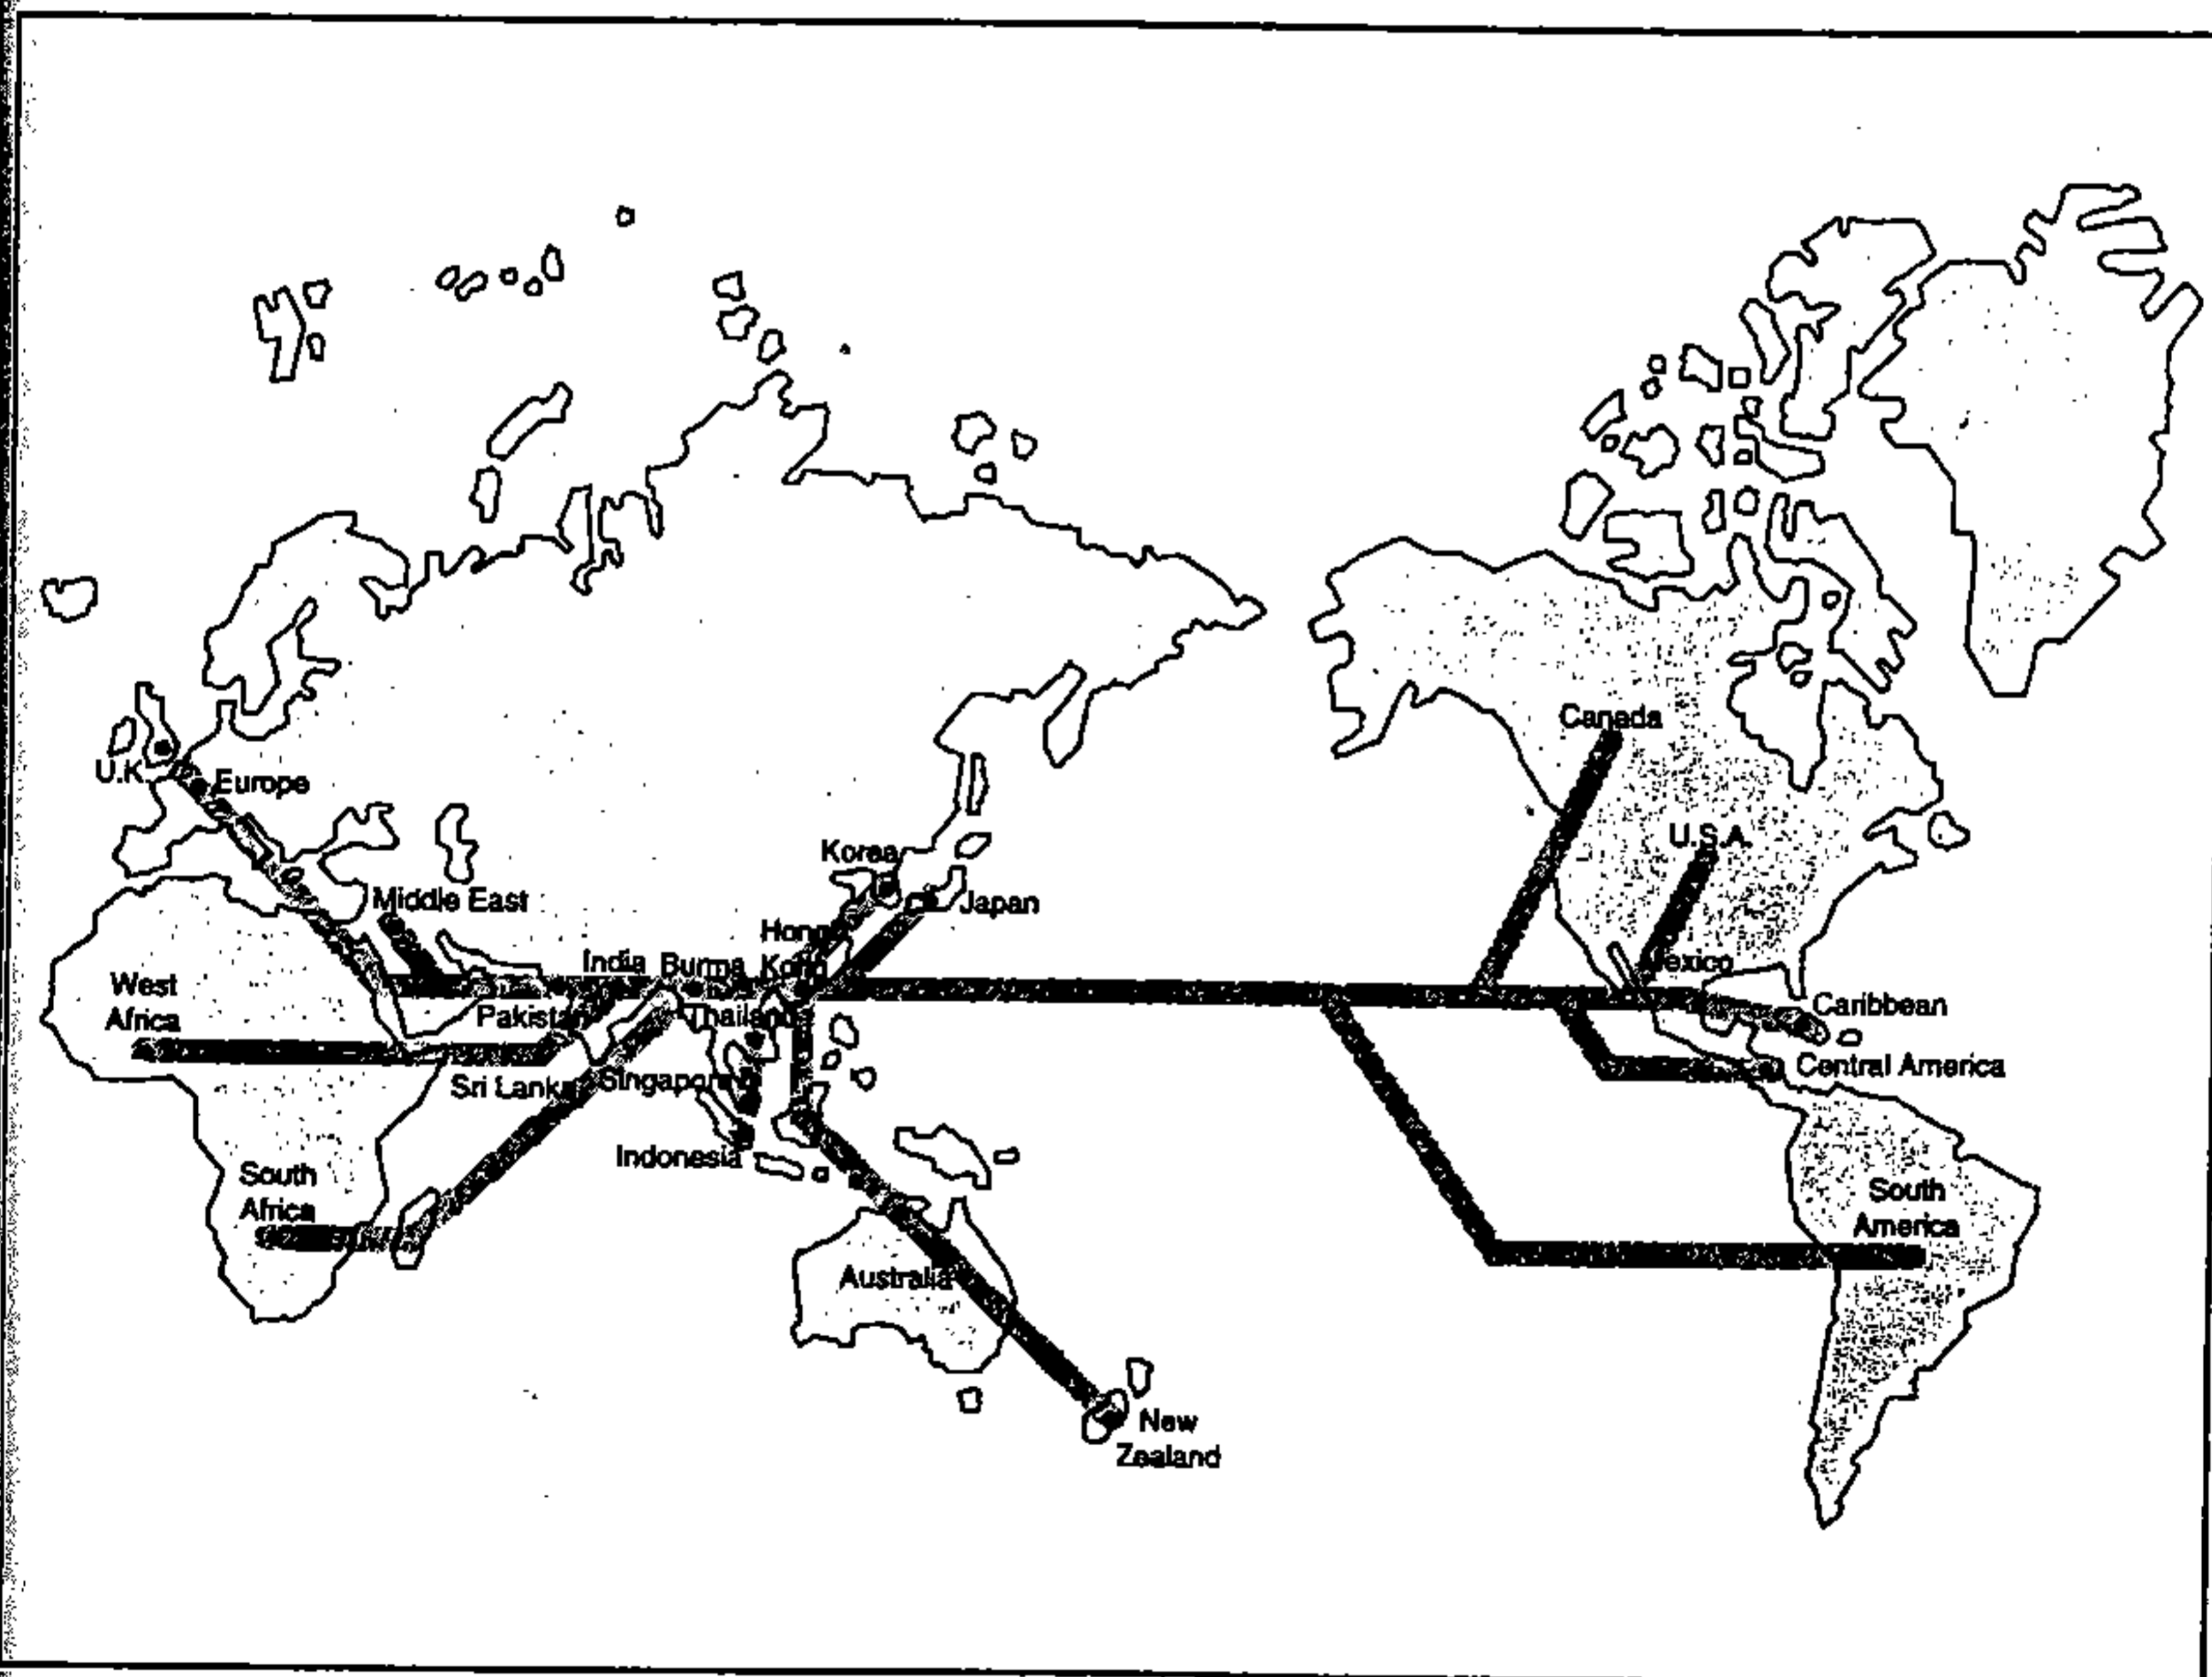 Canada
U.K.
Europe
U.S.A.
Korea
Middle East
Japan
Hong
Kong
India
Burma
Mexico
West
Africa
Pakistan
Thailand
Caribbean
Sri Lanka
Singapore
Central America
Indonesia
South
Africa
South
America
Australia
New
Zealand